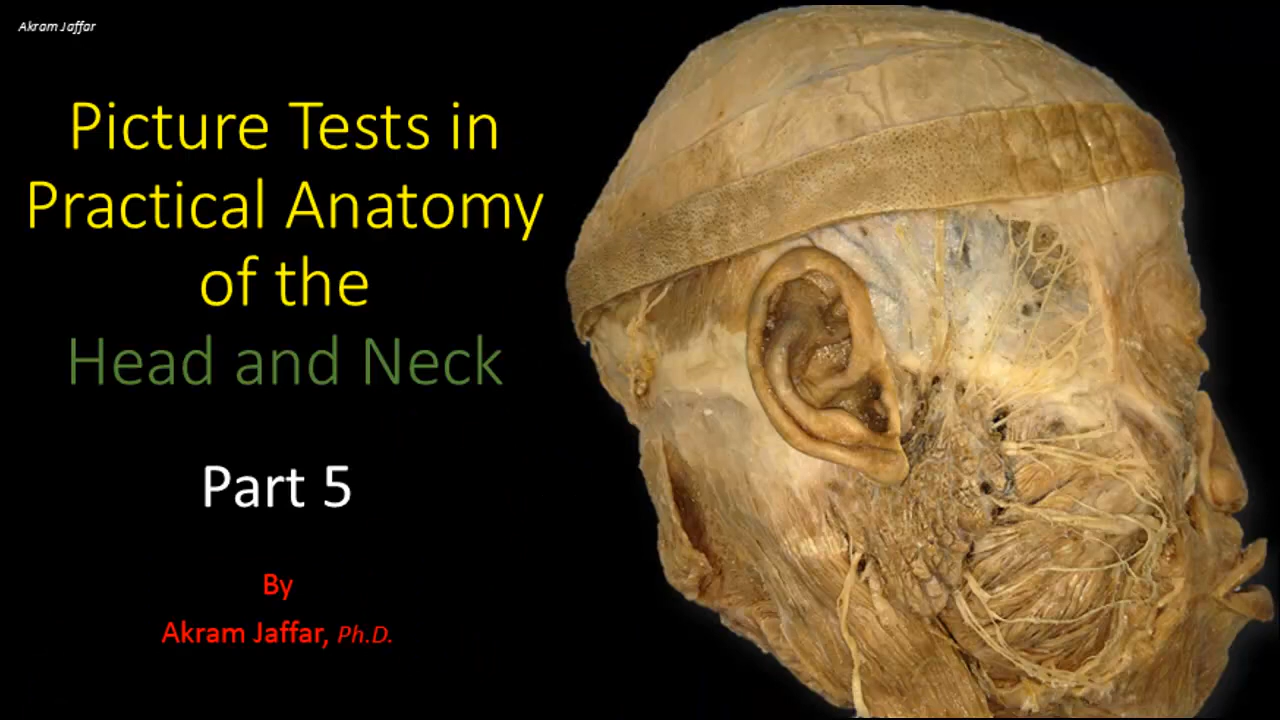 Akram Jaffar
Picture Tests in
Practical Anatomy
of the
Head and Neck
Part 5
By
Akram Jaffar, Ph.D.